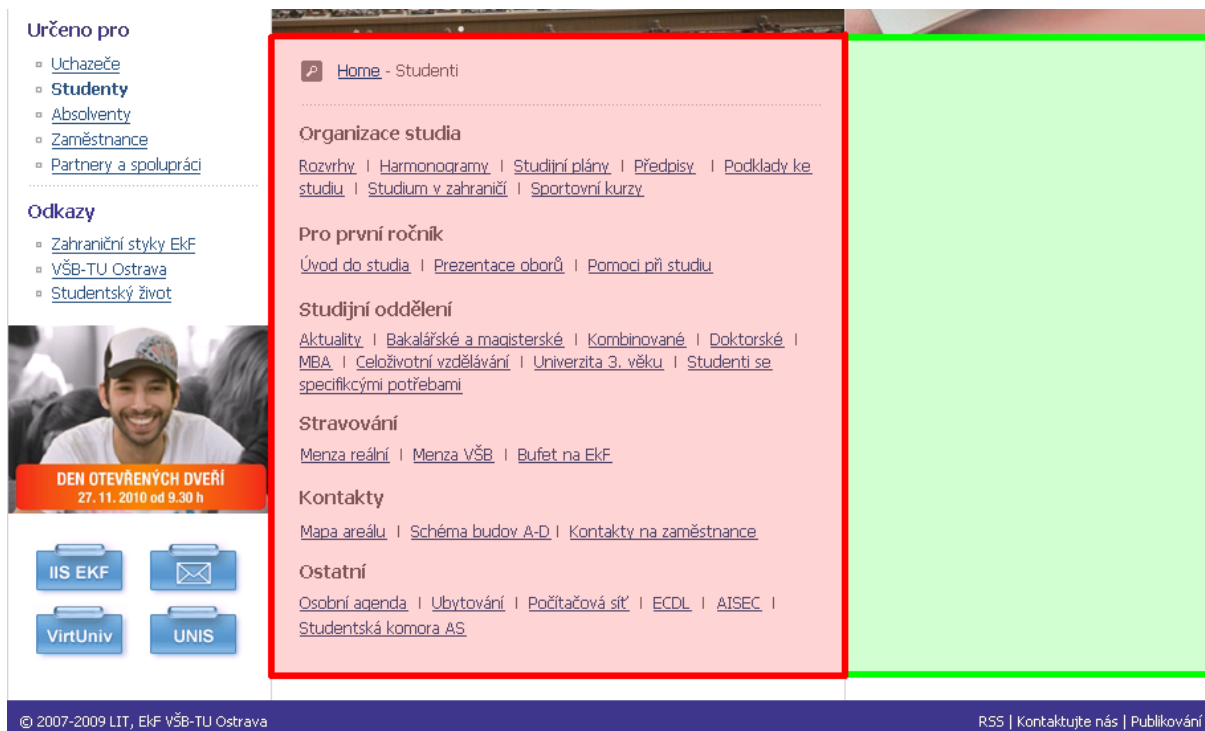 Určeno pro
Uchazeče
Studenty
Absolventy
Zaměstnance
Partnery a spolupráci
Odkazy
Zahraniční styky EkF
VŠB-TU Ostrava
Studentský život
DEN OTEVŘENÝCH DVEŘÍ
27. 11. 2010 od 9.30 h
IIS EKF
VirtUniv
UNIS
Home - Studenti
Organizace studia
Rozvrhy | Harmonogramy | Studijní plány | Předpisy | Podklady ke
studiu | Studium v zahraničí | Sportovní kurzy
Pro první ročník
Úvod do studia | Prezentace oborů | Pomoci při studiu
Studijní oddělení
Aktuality | Bakalářské a magisterské | Kombinované | Doktorské |
MBA | Celoživotní vzdělávání | Univerzita 3. věku | Studenti se
specifikcými potřebami
Stravování
Menza reální | Menza VŠB | Bufet na EkF
Kontakty
Mapa areálu | Schéma budov A-D | Kontakty na zaměstnance
Ostatní
Osobní agenda | Ubytování | Počítačová síť | ECDL | AISEC |
Studentská komora AS
© 2007-2009 LIT, EkF VŠB-TU Ostrava
RSS | Kontaktujte nás | Publikování